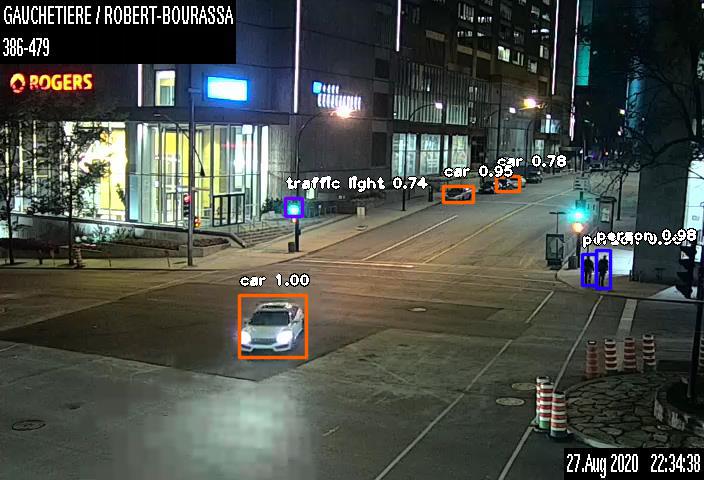 GAUCHETIERE / ROBERT-BOURASSA
386-479
ROGERS
car 0.78
car 0.95
traffic light 0.74
person 0.98
car 1.00
27.Aug 2020 22:34:38